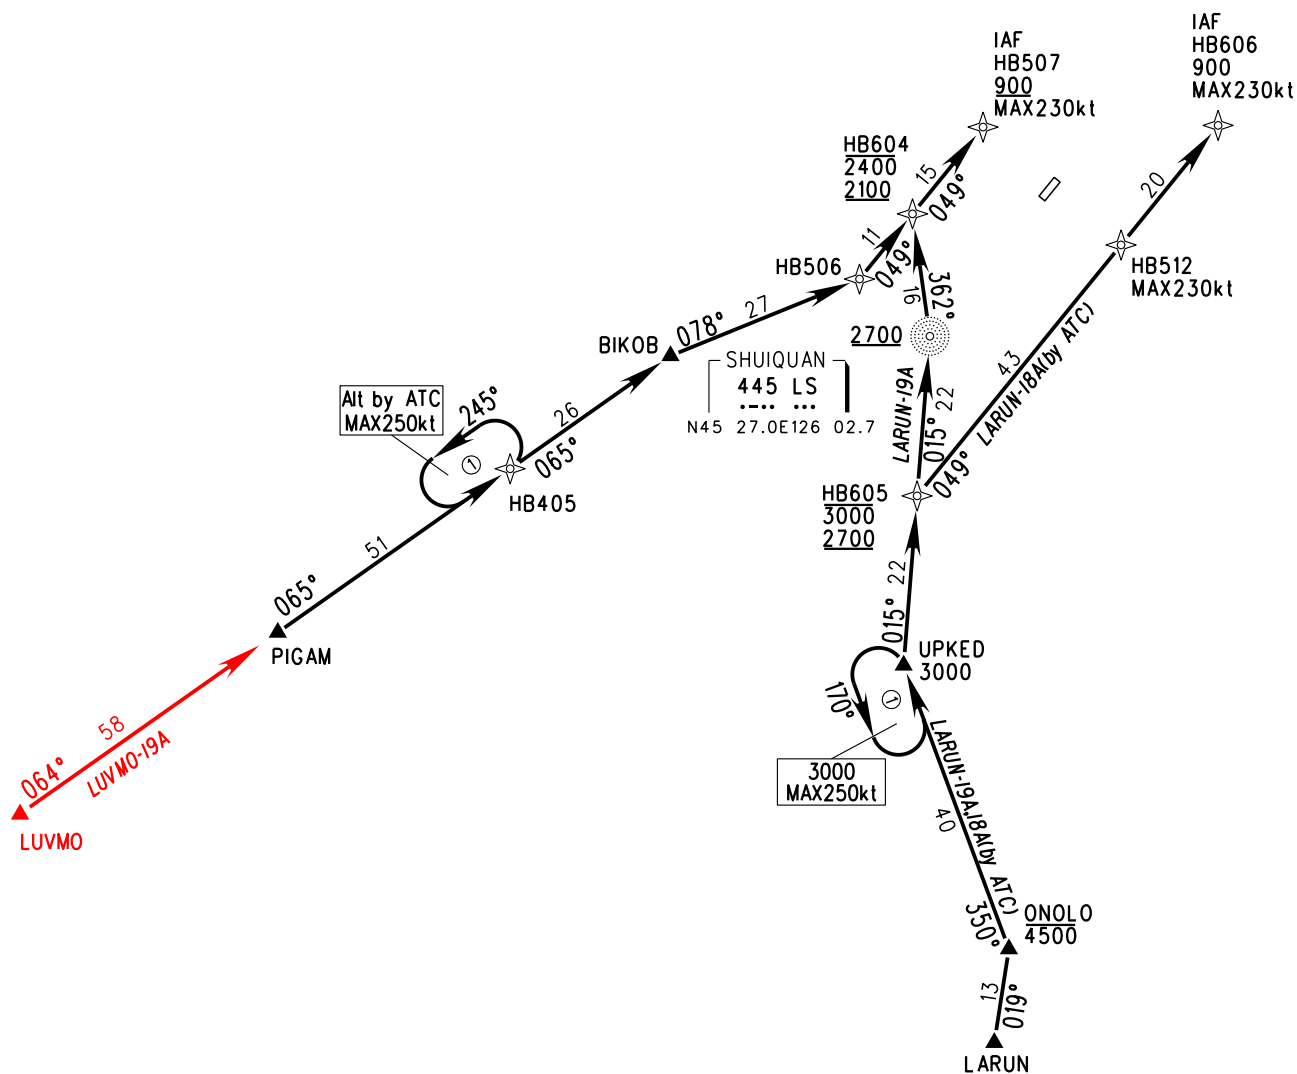 IAF
HB507
900
MAX230kt
IAF
HB606
900
MAX230kt
HB604
2400
2100
15
049°
20
HB506
11
049°
HB512
MAX230kt
362°
16
27
078°
BIKOB
2700
SHUIQUAN
445 LS
N45 27.0E126 02.7
43
LARUN-18A(by ATC)
LARUN-19A
22
015°
049°
Alt by ATC
MAX250kt
245°
1
26
065°
HB405
HB605
3000
2700
51
065°
PIGAM
22
015°
UPKED
3000
170°
1
3000
MAX250kt
LARUN-19A,18A(by ATC)
40
58
064°
LUVMO-19A
LUVMO
350°
ONOLO
4500
13
019°
LARUN